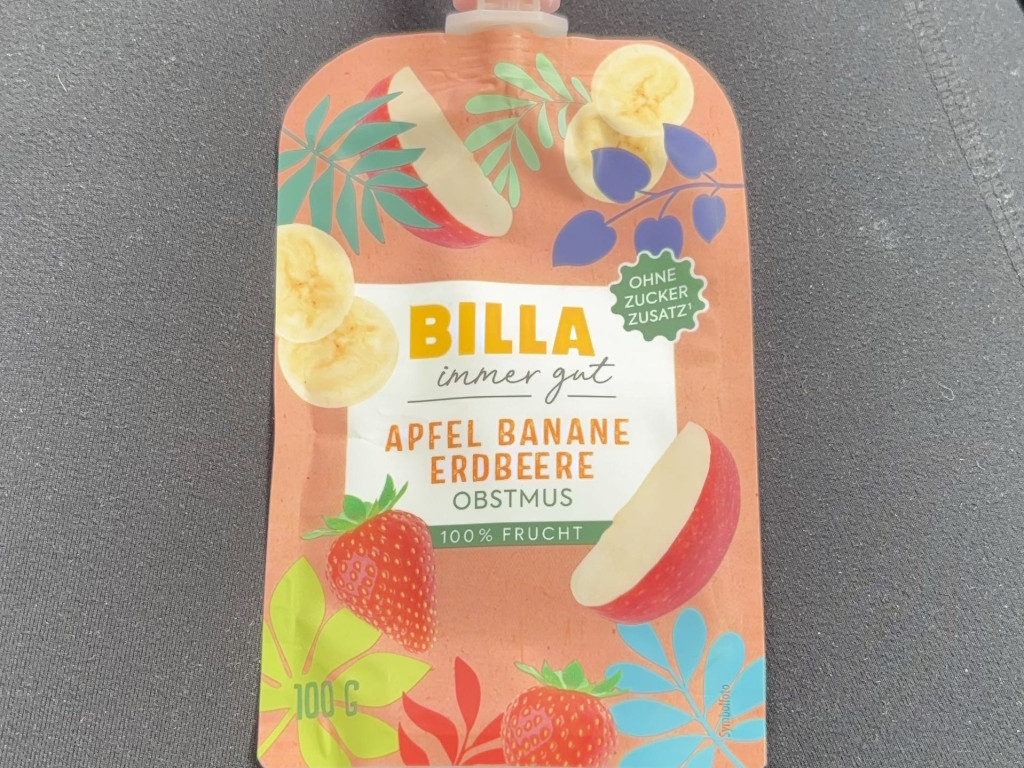 OHNE
ZUCKER
ZUSATZ¹
BILLA
immer gut
APFEL BANANE
ERDBEERE
OBSTMUS
100% FRUCHT
100 G
Symbolfoto